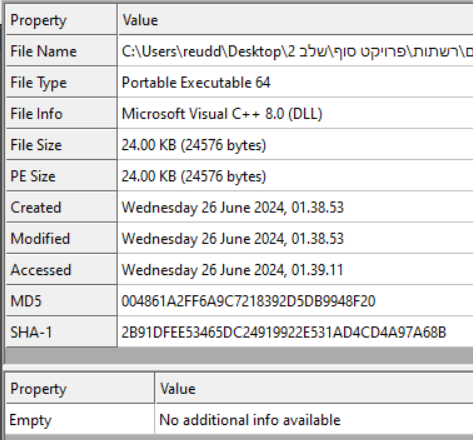 Property Value
File Name C:\Users\reudd\Desktop\2 שלב\פרויקט סוף\רשתות\ם
File Type Portable Executable 64
File Info Microsoft Visual C++ 8.0 (DLL)
File Size 24.00 KB (24576 bytes)
PE Size 24.00 KB (24576 bytes)
Created Wednesday 26 June 2024, 01.38.53
Modified Wednesday 26 June 2024, 01.38.53
Accessed Wednesday 26 June 2024, 01.39.11
MD5 004861A2FF6A9C7218392D5DB9948F20
SHA-1 2B91DFEE53465DC24919922E531AD4CD4A97A68B
Property Value
Empty No additional info available